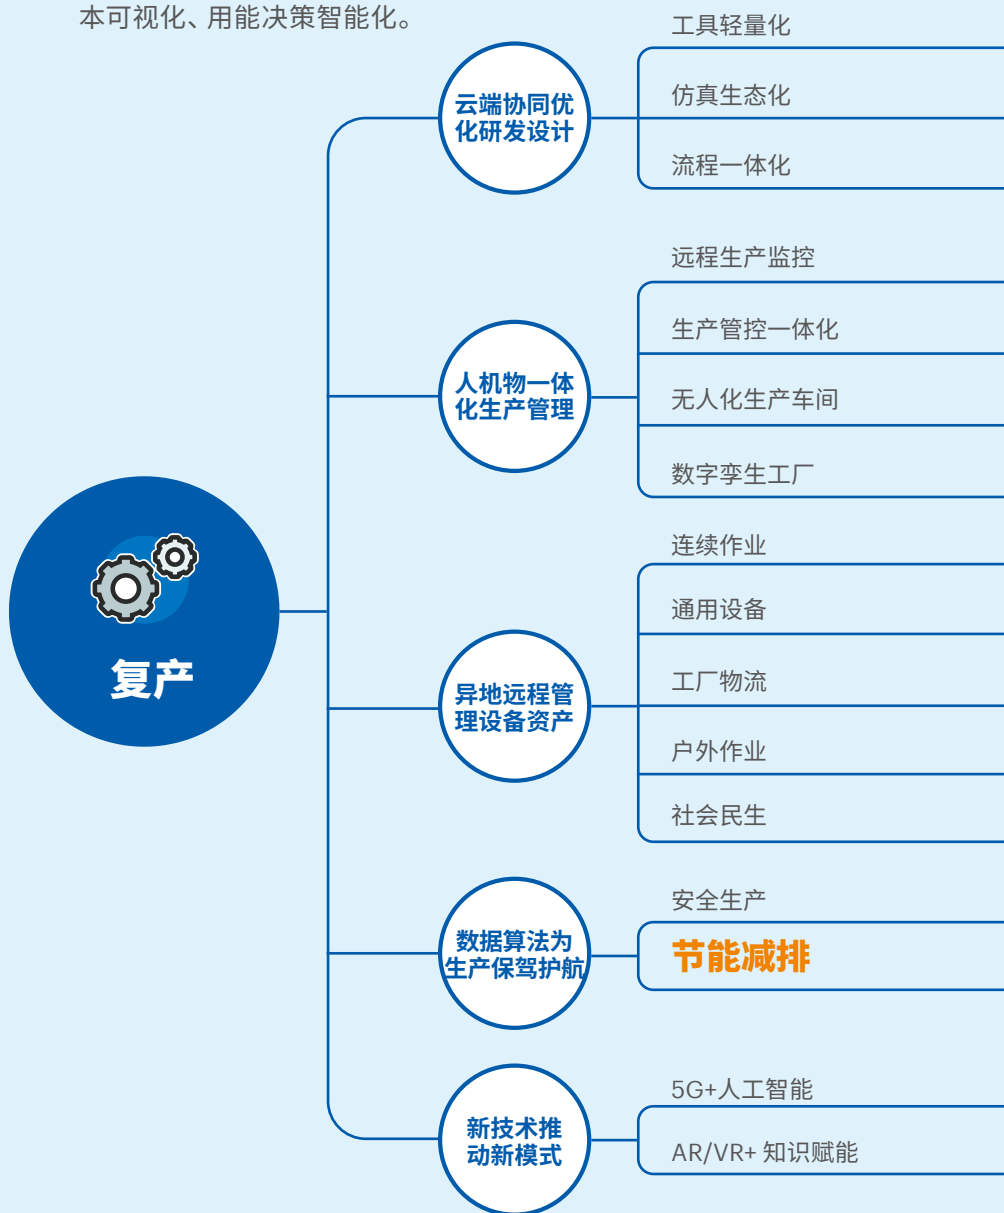 本可视化、用能决策智能化。
复产
云端协同优
化研发设计
工具轻量化
仿真生态化
流程一体化
人机物一体
化生产管理
远程生产监控
生产管控一体化
无人化生产车间
数字孪生工厂
异地远程管
理设备资产
连续作业
通用设备
工厂物流
户外作业
社会民生
数据算法为
生产保驾护航
安全生产
节能减排
新技术推
动新模式
5G+人工智能
AR/VR+ 知识赋能